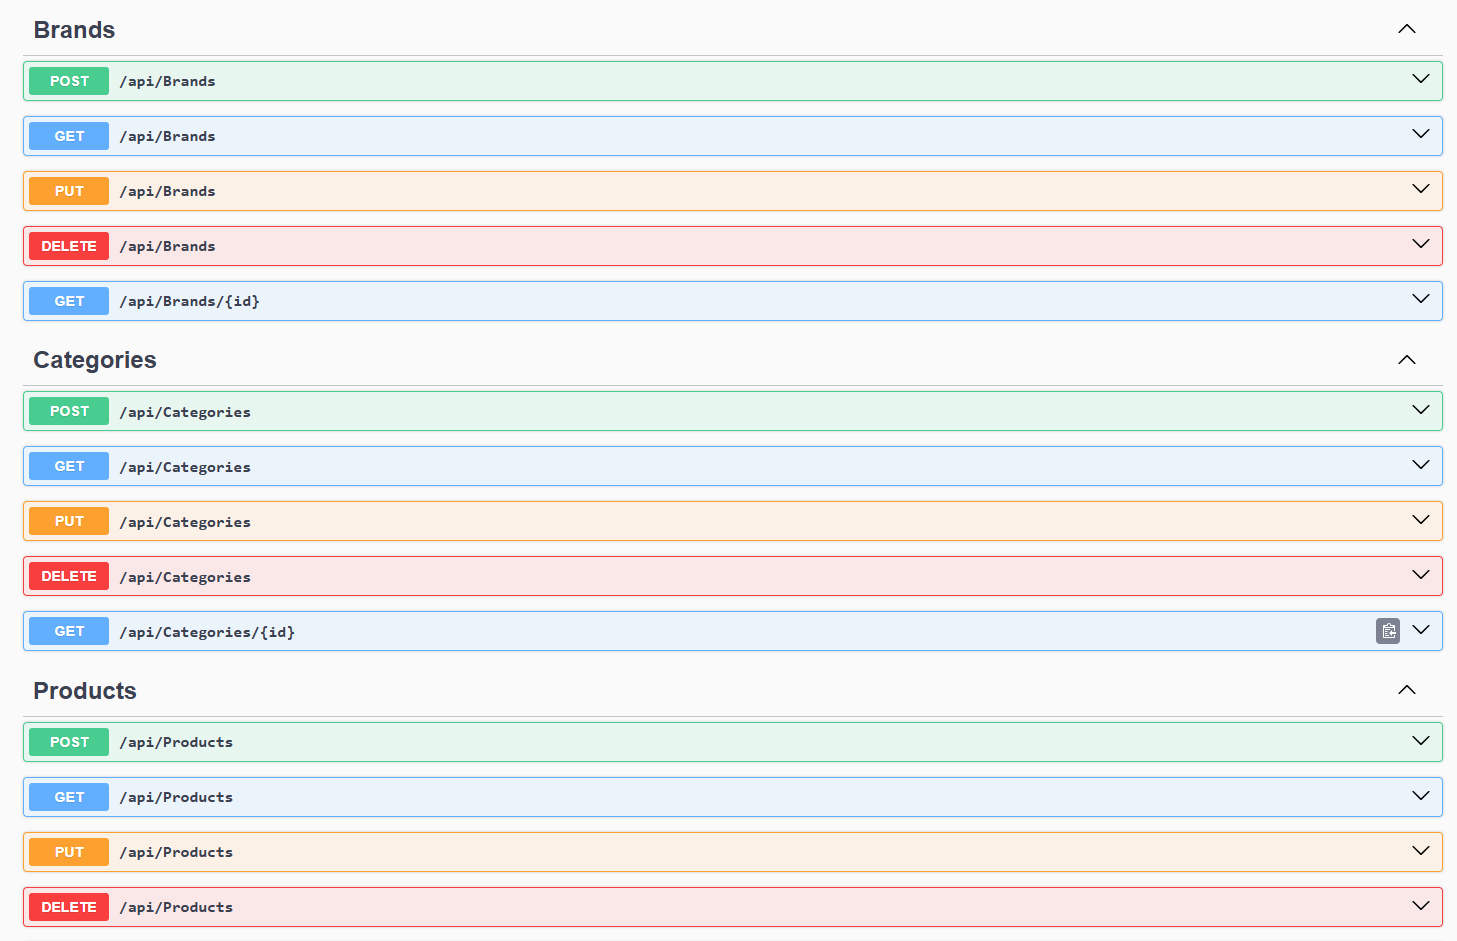 Brands
POST /api/Brands
GET /api/Brands
PUT /api/Brands
DELETE /api/Brands
GET /api/Brands/{id}
Categories
POST /api/Categories
GET /api/Categories
PUT /api/Categories
DELETE /api/Categories
GET /api/Categories/{id}
Products
POST /api/Products
GET /api/Products
PUT /api/Products
DELETE /api/Products